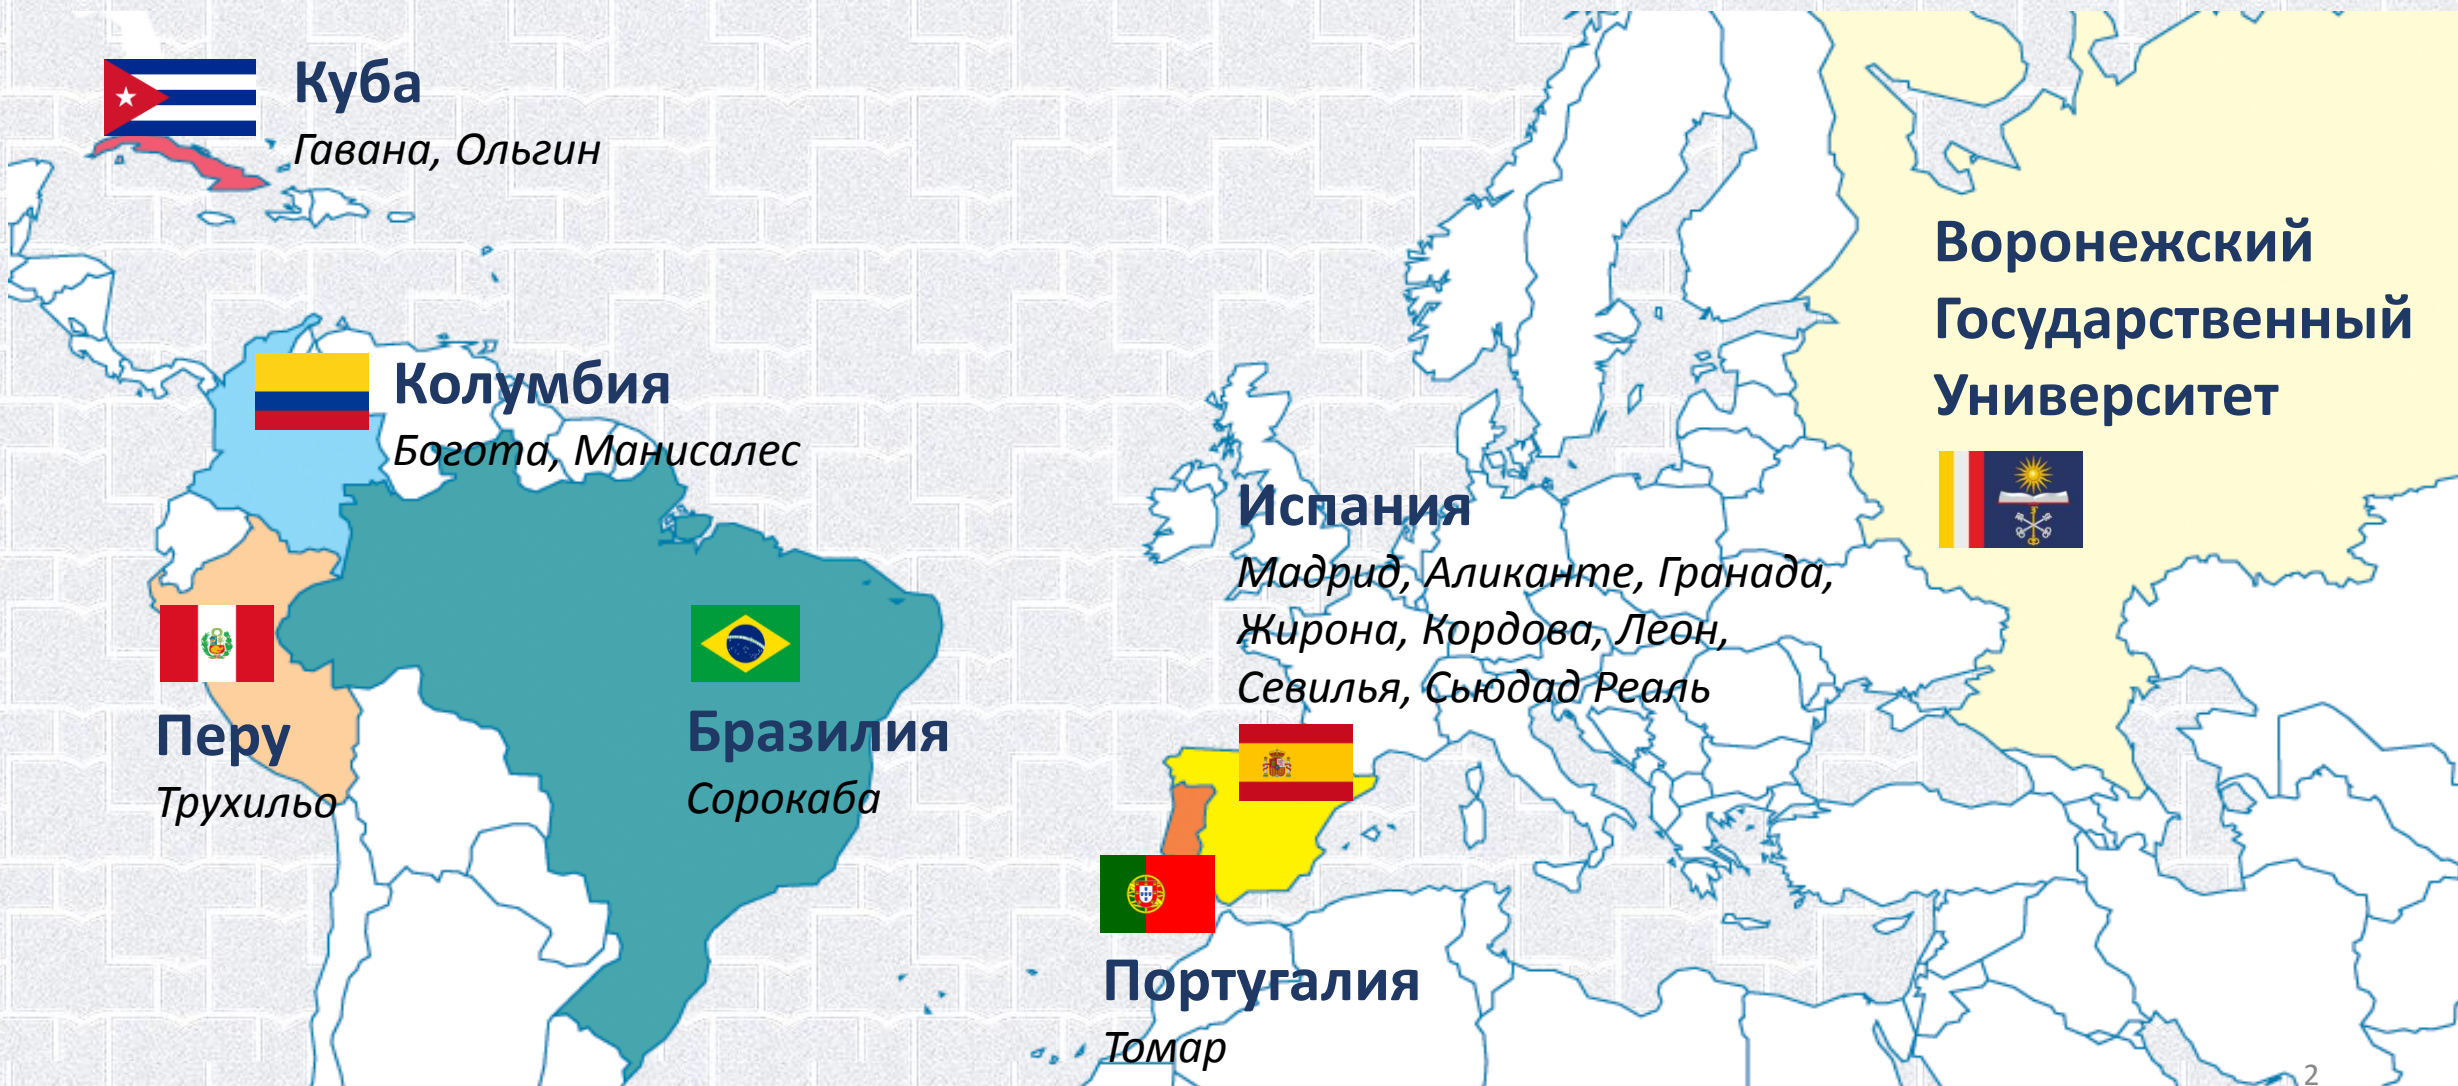 Куба
Гавана, Ольгин
Колумбия
Богота, Манисалес
Перу
Трухильо
Бразилия
Сорокаба
Испания
Мадрид, Аликанте, Гранада,
Жирона, Кордова, Леон,
Севилья, Сьюдад Реаль
Португалия
Томар
Воронежский
Государственный
Университет
2